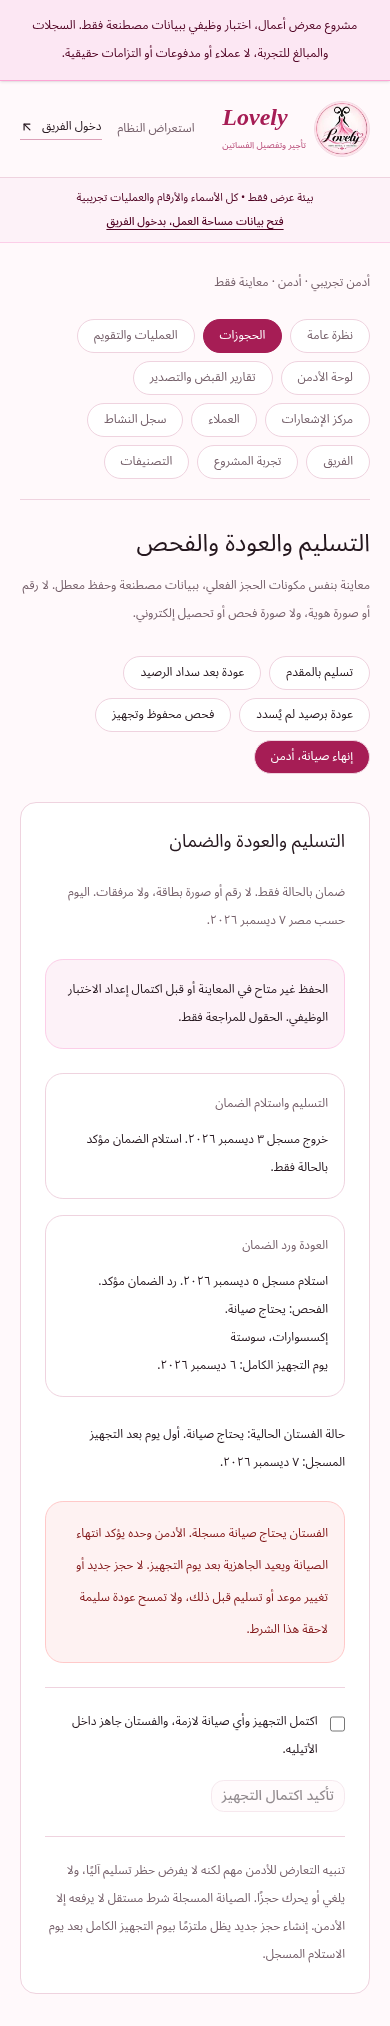 مشروع معرض أعمال، اختبار وظيفي ببيانات مصطنعة فقط. السجلات
والمبالغ للتجربة، لا عملاء أو مدفوعات أو التزامات حقيقية.
Lovely
Lovely
تأجير وتفصيل الفساتين
استعراض النظام
دخول الفريق
بيئة عرض فقط • كل الأسماء والأرقام والعمليات تجريبية
فتح بيانات مساحة العمل، بدخول الفريق
أدمن تجريبي · أدمن · معاينة فقط
نظرة عامة
الحجوزات
العمليات والتقويم
لوحة الأدمن
تقارير القبض والتصدير
مركز الإشعارات
العملاء
سجل النشاط
الفريق
تجربة المشروع
التصنيفات
التسليم والعودة والفحص
معاينة بنفس مكونات الحجز الفعلي، ببيانات مصطنعة وحفظ معطل. لا رقم
أو صورة هوية، ولا صورة فحص أو تحصيل إلكتروني.
تسليم بالمقدم
عودة بعد سداد الرصيد
عودة برصيد لم يُسدد
فحص محفوظ وتجهيز
إنهاء صيانة، أدمن
التسليم والعودة والضمان
ضمان بالحالة فقط. لا رقم أو صورة بطاقة، ولا مرفقات. اليوم
حسب مصر ٧ ديسمبر ٢٠٢٦.
الحفظ غير متاح في المعاينة أو قبل اكتمال إعداد الاختبار
الوظيفي. الحقول للمراجعة فقط.
التسليم واستلام الضمان
خروج مسجل ٣ ديسمبر ٢٠٢٦. استلام الضمان مؤكد
بالحالة فقط.
العودة ورد الضمان
استلام مسجل ٥ ديسمبر ٢٠٢٦. رد الضمان مؤكد.
الفحص: يحتاج صيانة.
إكسسوارات، سوستة
يوم التجهيز الكامل: ٦ ديسمبر ٢٠٢٦.
حالة الفستان الحالية: يحتاج صيانة. أول يوم بعد التجهيز
المسجل: ٧ ديسمبر ٢٠٢٦.
الفستان يحتاج صيانة مسجلة. الأدمن وحده يؤكد انتهاء
الصيانة ويعيد الجاهزية بعد يوم التجهيز. لا حجز جديد أو
تغيير موعد أو تسليم قبل ذلك، ولا تمسح عودة سليمة
لاحقة هذا الشرط.
اكتمل التجهيز وأي صيانة لازمة، والفستان جاهز داخل
الأتيليه.
تأكيد اكتمال التجهيز
تنبيه التعارض للأدمن مهم لكنه لا يفرض حظر تسليم آليًا، ولا
يلغي أو يحرك حجزًا. الصيانة المسجلة شرط مستقل لا يرفعه إلا
الأدمن. إنشاء حجز جديد يظل ملتزمًا بيوم التجهيز الكامل بعد يوم
الاستلام المسجل.